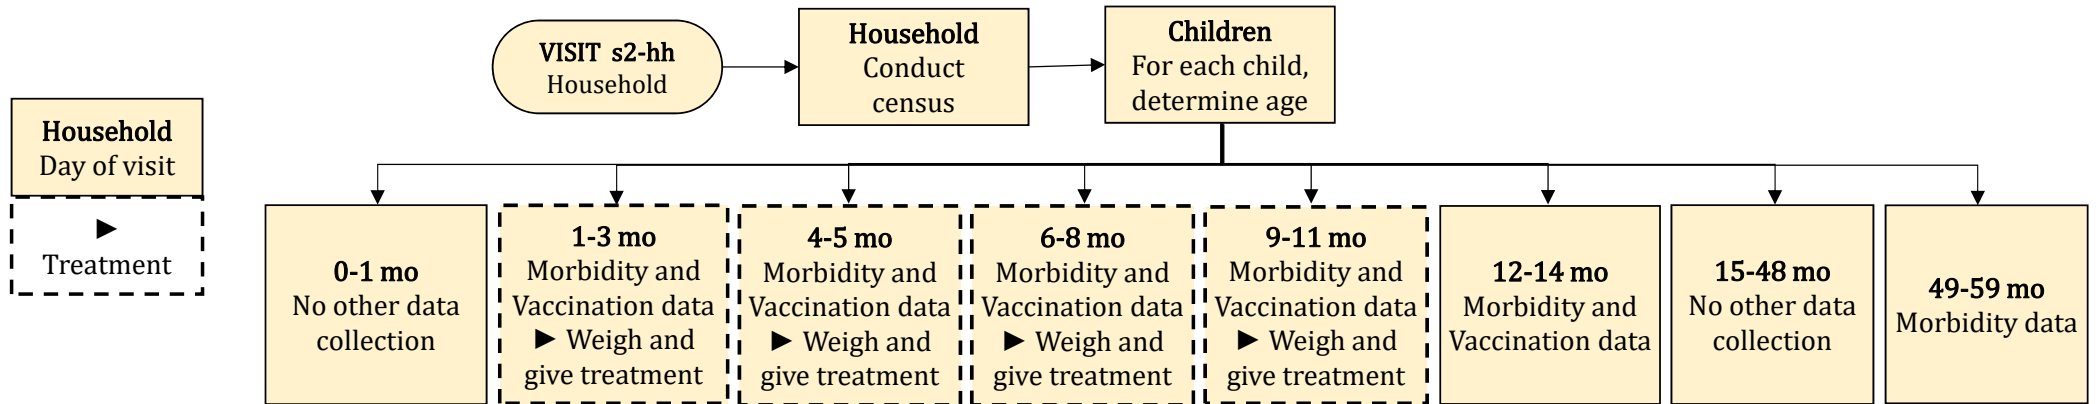 VISIT s2-hh
Household
Household
Conduct
census
Children
For each child,
determine age
Household
Day of visit
►
Treatment
0-1 mo
No other data
collection
1-3 mo
Morbidity and
Vaccination data
► Weigh and
give treatment
4-5 mo
Morbidity and
Vaccination data
► Weigh and
give treatment
6-8 mo
Morbidity and
Vaccination data
► Weigh and
give treatment
9-11 mo
Morbidity and
Vaccination data
► Weigh and
give treatment
12-14 mo
Morbidity and
Vaccination data
15-48 mo
No other data
collection
49-59 mo
Morbidity data